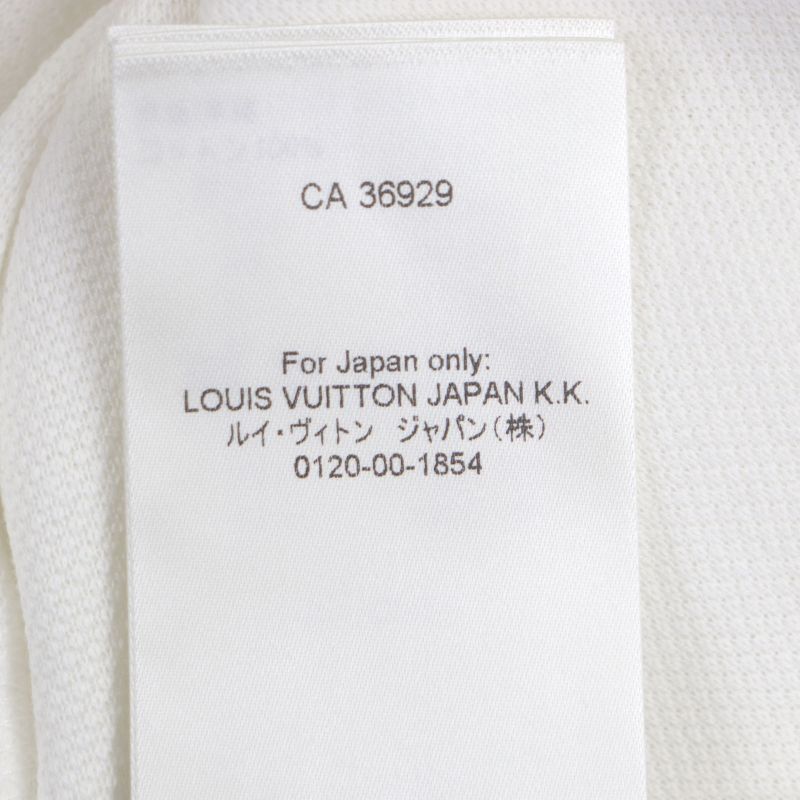 CA 36929
For Japan only:
LOUIS VUITTON JAPAN K.K.
ルイ・ヴィトン ジャパン(株)
0120-00-1854